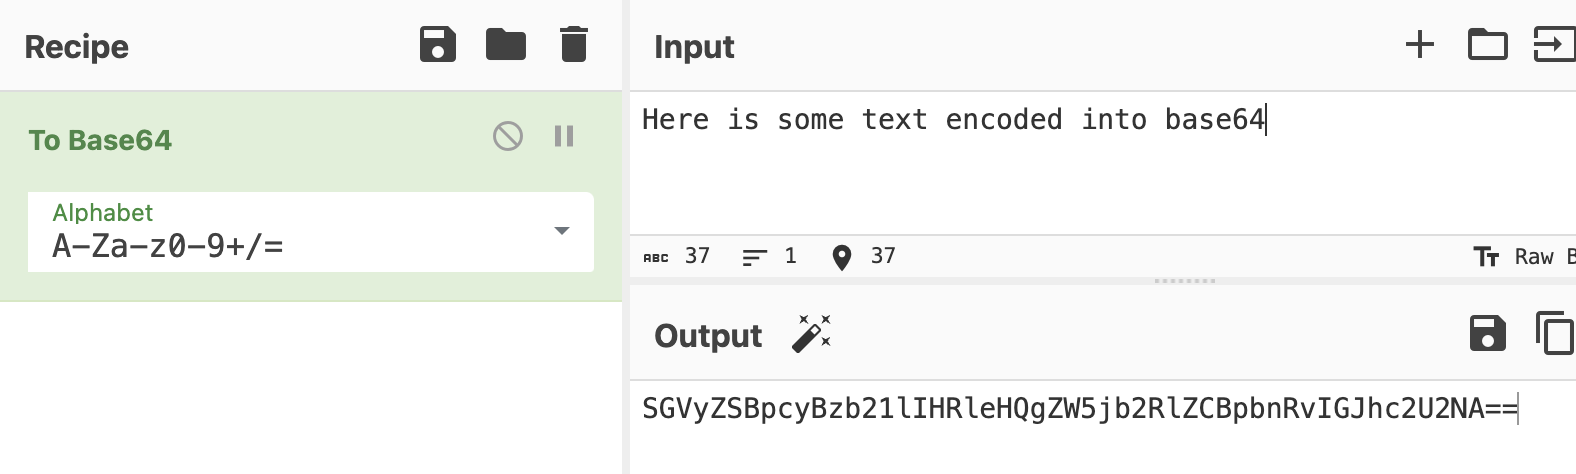 Recipe
To Base64
Alphabet
A-Za-z0-9+/=
Input
Here is some text encoded into base64
ABC 37 1 37
Raw B
Output
SGVyZSBpcyBzb21lIHRleHQgZW5jb2RlZCBpbnRvIGJhc2U2NA==